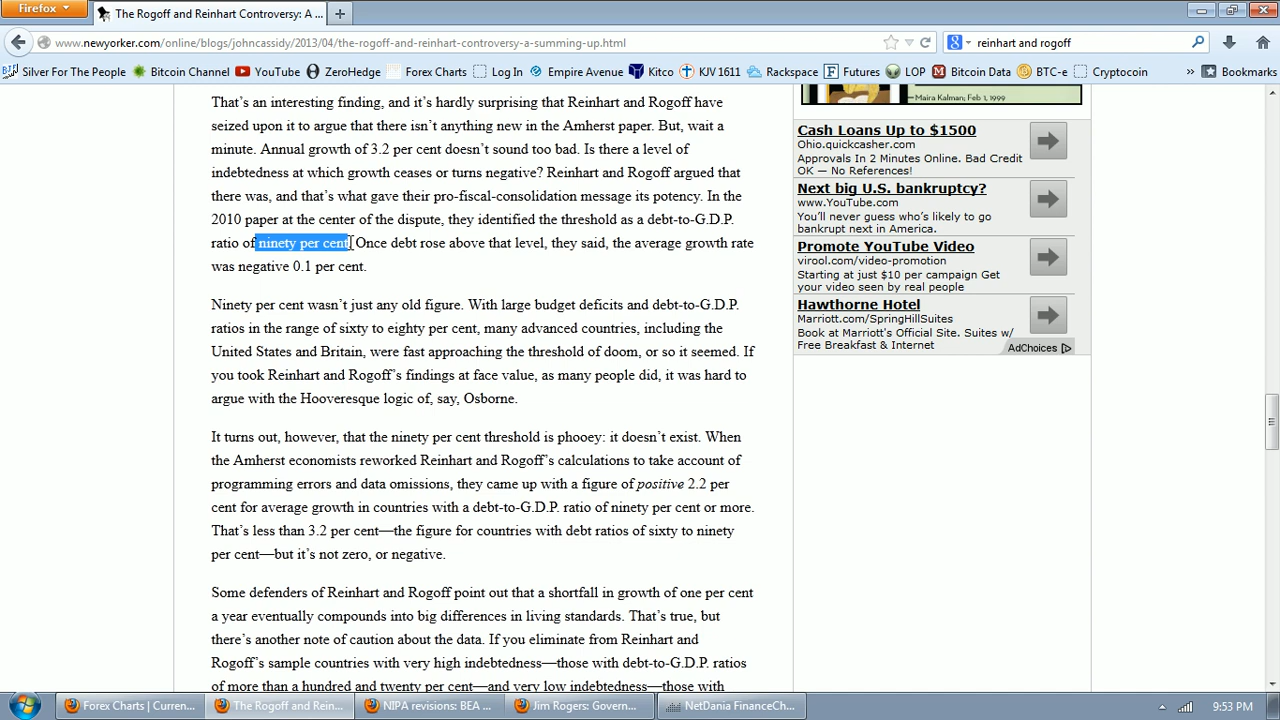 Firefox
The Rogoff and Reinhart Controversy: A ...
www.newyorker.com/online/blogs/johncassidy/2013/04/the-rogoff-and-reinhart-controversy-a-summing-up.html
reinhart and rogoff
Silver For The People
Bitcoin Channel
YouTube
ZeroHedge
Forex Charts
Log In
Empire Avenue
Kitco
KJV 1611
Rackspace
Futures
LOP
Bitcoin Data
BTC-e
Cryptocoin
»
Bookmarks
That's an interesting finding, and it's hardly surprising that Reinhart and Rogoff have
seized upon it to argue that there isn't anything new in the Amherst paper. But, wait a
minute. Annual growth of 3.2 per cent doesn't sound too bad. Is there a level of
indebtedness at which growth ceases or turns negative? Reinhart and Rogoff argued that
there was, and that's what gave their pro-fiscal-consolidation message its potency. In the
2010 paper at the center of the dispute, they identified the threshold as a debt-to-G.D.P.
ratio of ninety per cent. Once debt rose above that level, they said, the average growth rate
was negative 0.1 per cent.
Ninety per cent wasn't just any old figure. With large budget deficits and debt-to-G.D.P.
ratios in the range of sixty to eighty per cent, many advanced countries, including the
United States and Britain, were fast approaching the threshold of doom, or so it seemed. If
you took Reinhart and Rogoff's findings at face value, as many people did, it was hard to
argue with the Hooveresque logic of, say, Osborne.
It turns out, however, that the ninety per cent threshold is phooey: it doesn't exist. When
the Amherst economists reworked Reinhart and Rogoff's calculations to take account of
programming errors and data omissions, they came up with a figure of positive 2.2 per
cent for average growth in countries with a debt-to-G.D.P. ratio of ninety per cent or more.
That's less than 3.2 per cent—the figure for countries with debt ratios of sixty to ninety
per cent—but it's not zero, or negative.
Some defenders of Reinhart and Rogoff point out that a shortfall in growth of one per cent
a year eventually compounds into big differences in living standards. That's true, but
there's another note of caution about the data. If you eliminate from Reinhart and
Rogoff's sample countries with very high indebtedness—those with debt-to-G.D.P. ratios
of more than a hundred and twenty per cent—and very low indebtedness—those with
—Maira Kalman; Feb 1, 1999
Cash Loans Up to $1500
Ohio.quickcasher.com
Approvals In 2 Minutes Online. Bad Credit
OK — No References!
Next big U.S. bankruptcy?
www.YouTube.com
You'll never guess who's likely to go
bankrupt next in America.
Promote YouTube Video
virool.com/video-promotion
Starting at just $10 per campaign Get
your video seen by real people
Hawthorne Hotel
Marriott.com/SpringHillSuites
Book at Marriott's Official Site. Suites w/
Free Breakfast & Internet
AdChoices
Forex Charts | Curren...
The Rogoff and Rein...
NIPA revisions: BEA ...
Jim Rogers: Govern...
NetDania FinanceCh...
9:53 PM